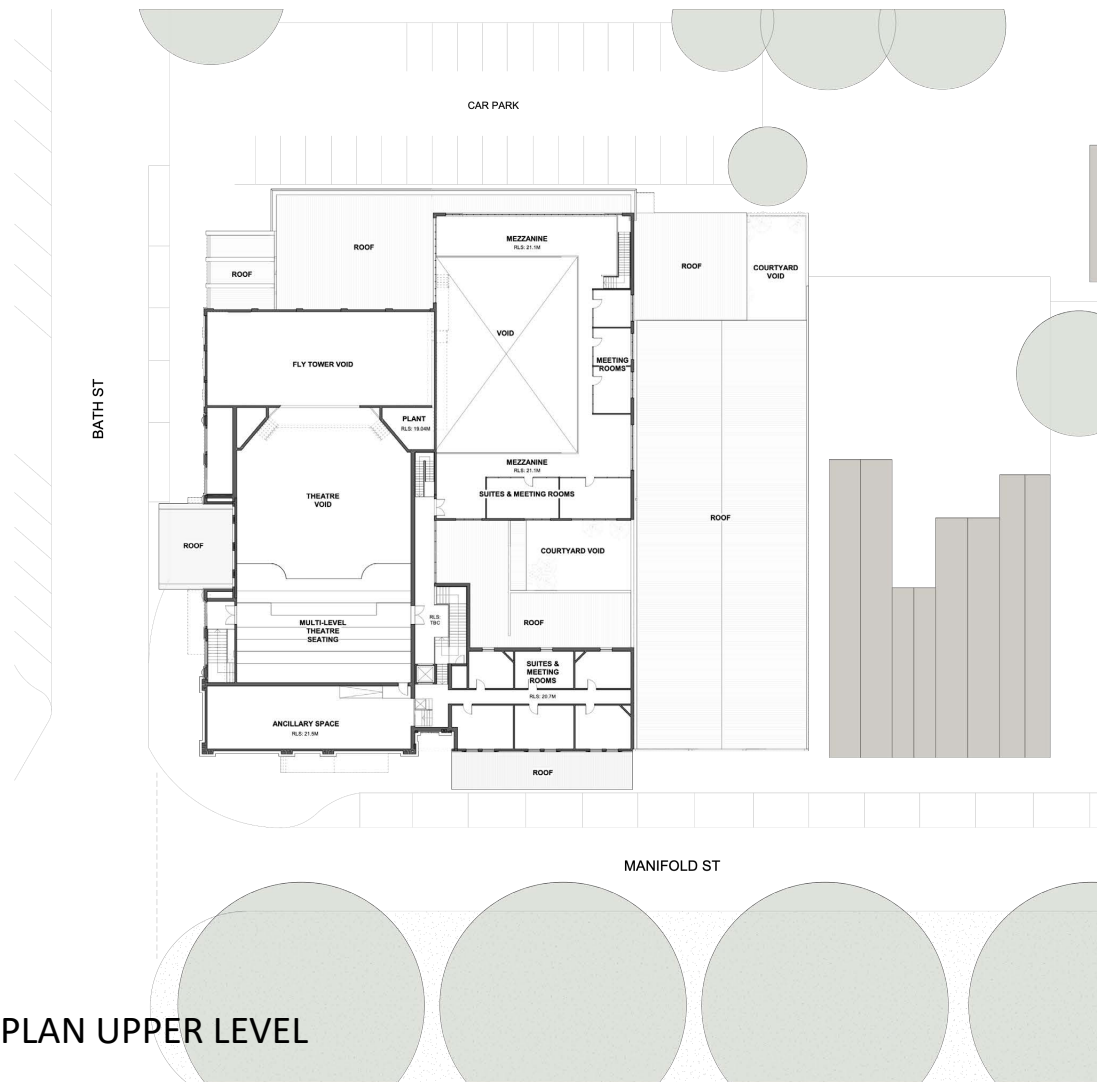 CAR PARK
MEZZANINE
RLS: 21.1M
ROOF
ROOF
ROOF
COURTYARD
VOID
VOID
FLY TOWER VOID
MEETING
ROOMS
BATH ST
PLANT
RLS: 19.04M
MEZZANINE
RLS: 21.1M
SUITES & MEETING ROOMS
THEATRE
VOID
ROOF
ROOF
COURTYARD VOID
MULTI-LEVEL
THEATRE
SEATING
RLS:
TBC
ROOF
SUITES &
MEETING
ROOMS
RLS: 20.7M
ANCILLARY SPACE
RLS: 21.5M
ROOF
MANIFOLD ST
PLAN UPPER LEVEL